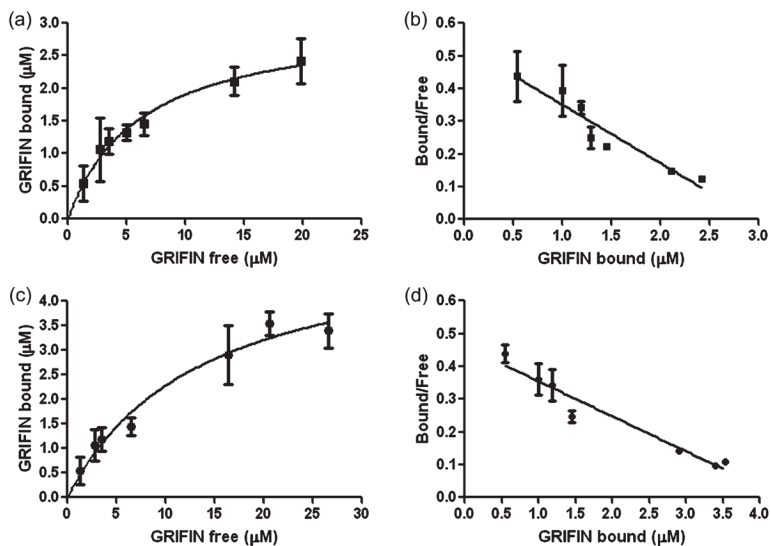 (a)
GRIFIN bound (μM)
3.0
2.5
2.0
1.5
1.0
0.5
0.0
0 5 10 15 20 25
GRIFIN free (μM)
(b)
Bound/Free
0.6
0.5
0.4
0.3
0.2
0.1
0.0
0.0 0.5 1.0 1.5 2.0 2.5 3.0
GRIFIN bound (μM)
(c)
GRIFIN bound (μM)
4.0
3.5
3.0
2.5
2.0
1.5
1.0
0.5
0.0
0 5 10 15 20 25 30
GRIFIN free (μM)
(d)
Bound/Free
0.6
0.5
0.4
0.3
0.2
0.1
0.0
0.0 0.5 1.0 1.5 2.0 2.5 3.0 3.5 4.0
GRIFIN bound (μM)